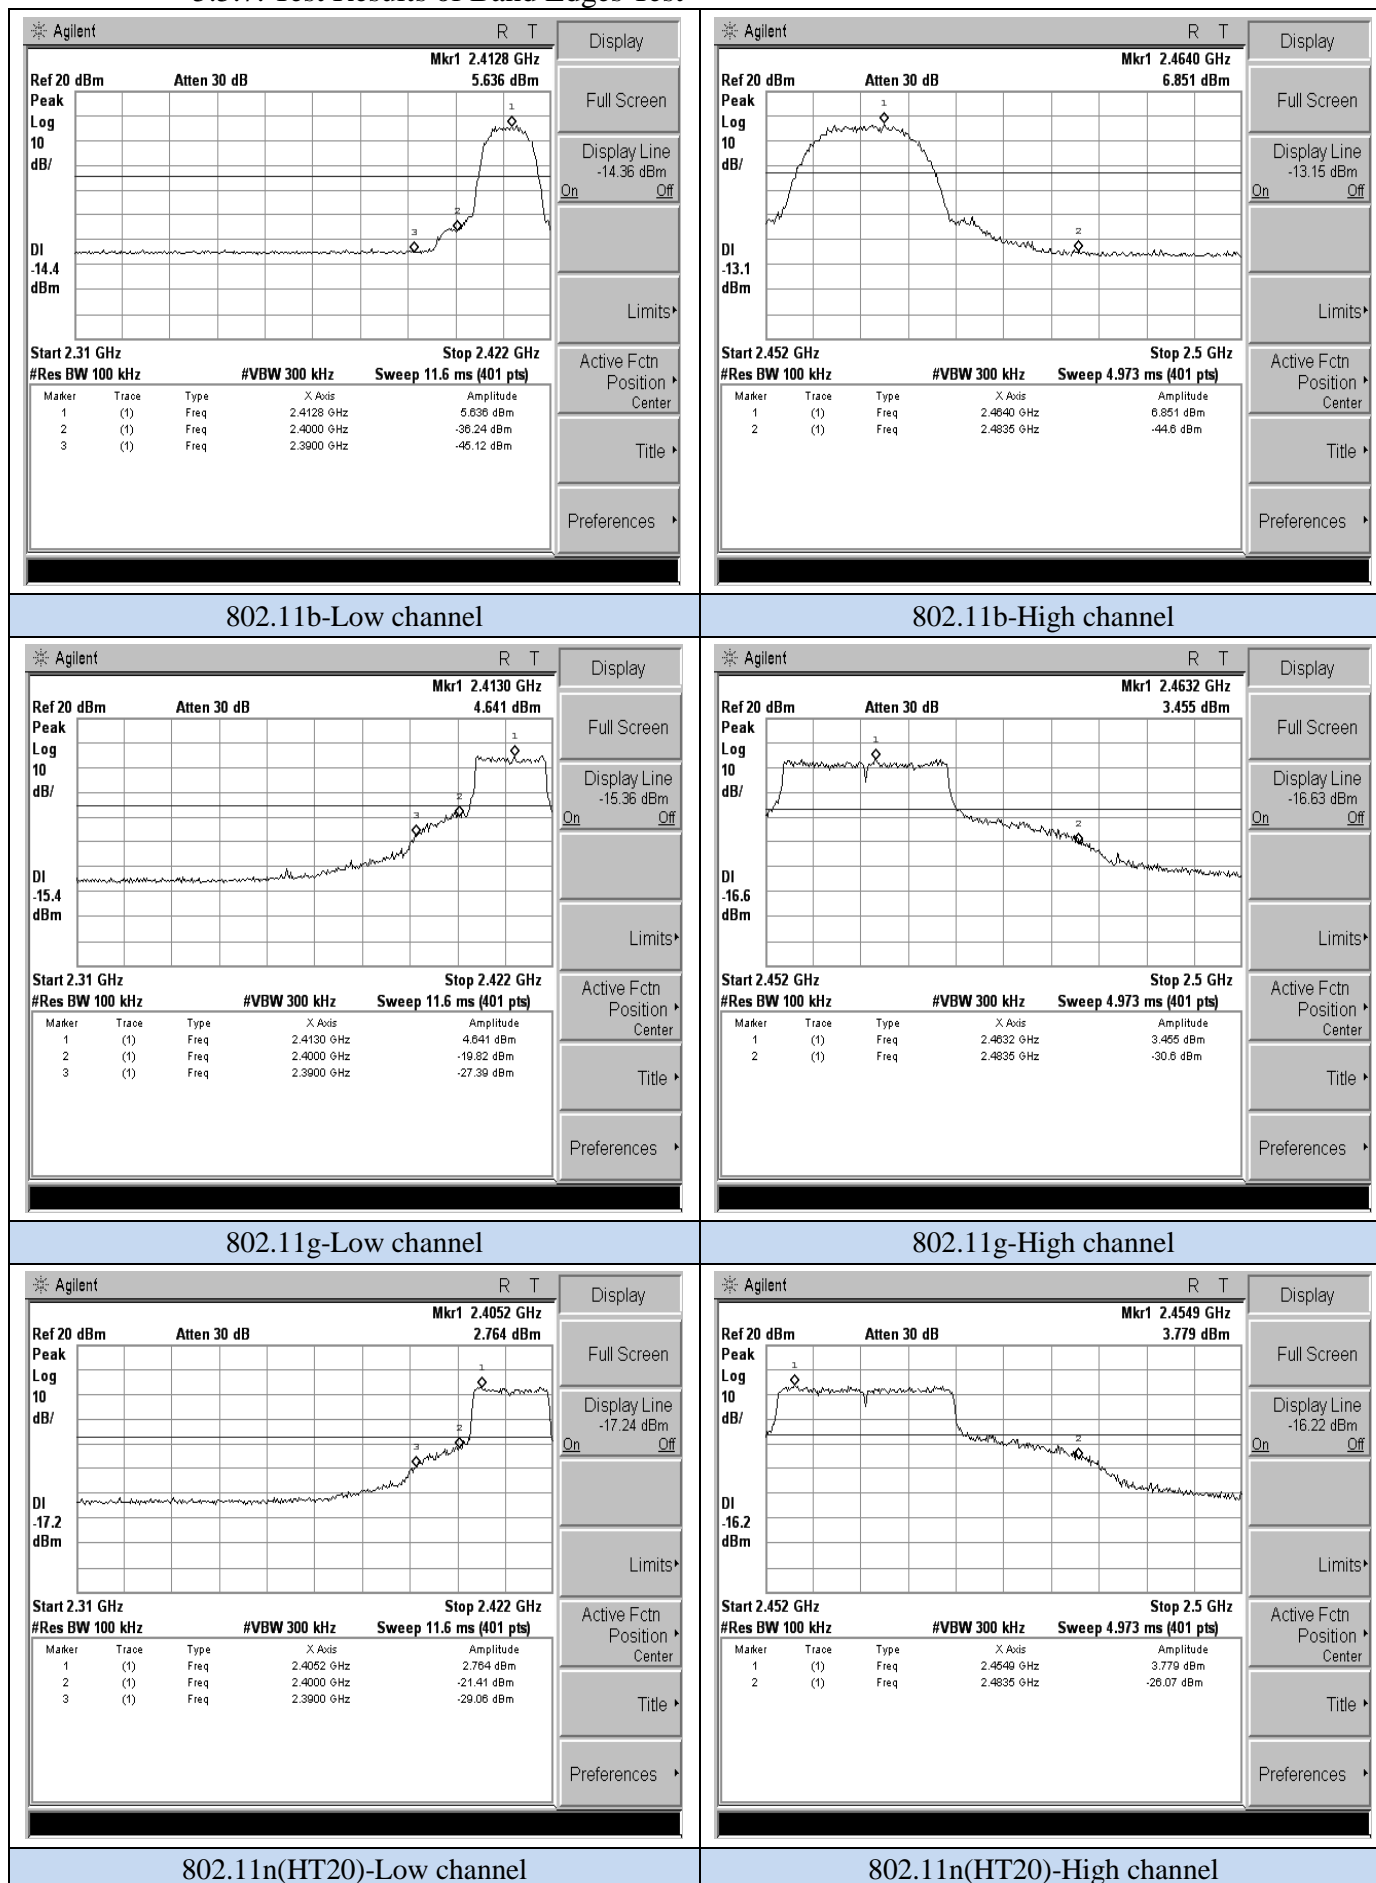 5.5.7. Test Results of Band Edges Test
Agilent R T
Mkr1 2.4128 GHz
Ref 20 dBm Atten 30 dB 5.636 dBm
Peak
Log
10
dB/
1
2
3
DI
-14.4
dBm
Start 2.31 GHz Stop 2.422 GHz
#Res BW 100 kHz #VBW 300 kHz Sweep 11.6 ms (401 pts)
Marker Trace Type X Axis Amplitude
1 (1) Freq 2.4128 GHz 5.636 dBm
2 (1) Freq 2.4000 GHz -36.24 dBm
3 (1) Freq 2.3900 GHz -45.12 dBm
Display
Full Screen
Display Line
-14.36 dBm
On Off
Limits
Active Fctn
Position
Center
Title
Preferences
Agilent R T
Mkr1 2.4640 GHz
Ref 20 dBm Atten 30 dB 6.851 dBm
Peak
Log
10
dB/
1
2
DI
-13.1
dBm
Start 2.452 GHz Stop 2.5 GHz
#Res BW 100 kHz #VBW 300 kHz Sweep 4.973 ms (401 pts)
Marker Trace Type X Axis Amplitude
1 (1) Freq 2.4640 GHz 6.851 dBm
2 (1) Freq 2.4835 GHz -44.6 dBm
Display
Full Screen
Display Line
-13.15 dBm
On Off
Limits
Active Fctn
Position
Center
Title
Preferences
802.11b-Low channel
802.11b-High channel
Agilent R T
Mkr1 2.4130 GHz
Ref 20 dBm Atten 30 dB 4.641 dBm
Peak
Log
10
dB/
1
2
3
DI
-15.4
dBm
Start 2.31 GHz Stop 2.422 GHz
#Res BW 100 kHz #VBW 300 kHz Sweep 11.6 ms (401 pts)
Marker Trace Type X Axis Amplitude
1 (1) Freq 2.4130 GHz 4.641 dBm
2 (1) Freq 2.4000 GHz -19.82 dBm
3 (1) Freq 2.3900 GHz -27.39 dBm
Display
Full Screen
Display Line
-15.36 dBm
On Off
Limits
Active Fctn
Position
Center
Title
Preferences
Agilent R T
Mkr1 2.4632 GHz
Ref 20 dBm Atten 30 dB 3.455 dBm
Peak
Log
10
dB/
1
2
DI
-16.6
dBm
Start 2.452 GHz Stop 2.5 GHz
#Res BW 100 kHz #VBW 300 kHz Sweep 4.973 ms (401 pts)
Marker Trace Type X Axis Amplitude
1 (1) Freq 2.4632 GHz 3.455 dBm
2 (1) Freq 2.4835 GHz -30.6 dBm
Display
Full Screen
Display Line
-16.63 dBm
On Off
Limits
Active Fctn
Position
Center
Title
Preferences
802.11g-Low channel
802.11g-High channel
Agilent R T
Mkr1 2.4052 GHz
Ref 20 dBm Atten 30 dB 2.764 dBm
Peak
Log
10
dB/
1
2
3
DI
-17.2
dBm
Start 2.31 GHz Stop 2.422 GHz
#Res BW 100 kHz #VBW 300 kHz Sweep 11.6 ms (401 pts)
Marker Trace Type X Axis Amplitude
1 (1) Freq 2.4052 GHz 2.764 dBm
2 (1) Freq 2.4000 GHz -21.41 dBm
3 (1) Freq 2.3900 GHz -29.06 dBm
Display
Full Screen
Display Line
-17.24 dBm
On Off
Limits
Active Fctn
Position
Center
Title
Preferences
Agilent R T
Mkr1 2.4549 GHz
Ref 20 dBm Atten 30 dB 3.779 dBm
Peak
Log
10
dB/
1
2
DI
-16.2
dBm
Start 2.452 GHz Stop 2.5 GHz
#Res BW 100 kHz #VBW 300 kHz Sweep 4.973 ms (401 pts)
Marker Trace Type X Axis Amplitude
1 (1) Freq 2.4549 GHz 3.779 dBm
2 (1) Freq 2.4835 GHz -26.07 dBm
Display
Full Screen
Display Line
-16.22 dBm
On Off
Limits
Active Fctn
Position
Center
Title
Preferences
802.11n(HT20)-Low channel
802.11n(HT20)-High channel